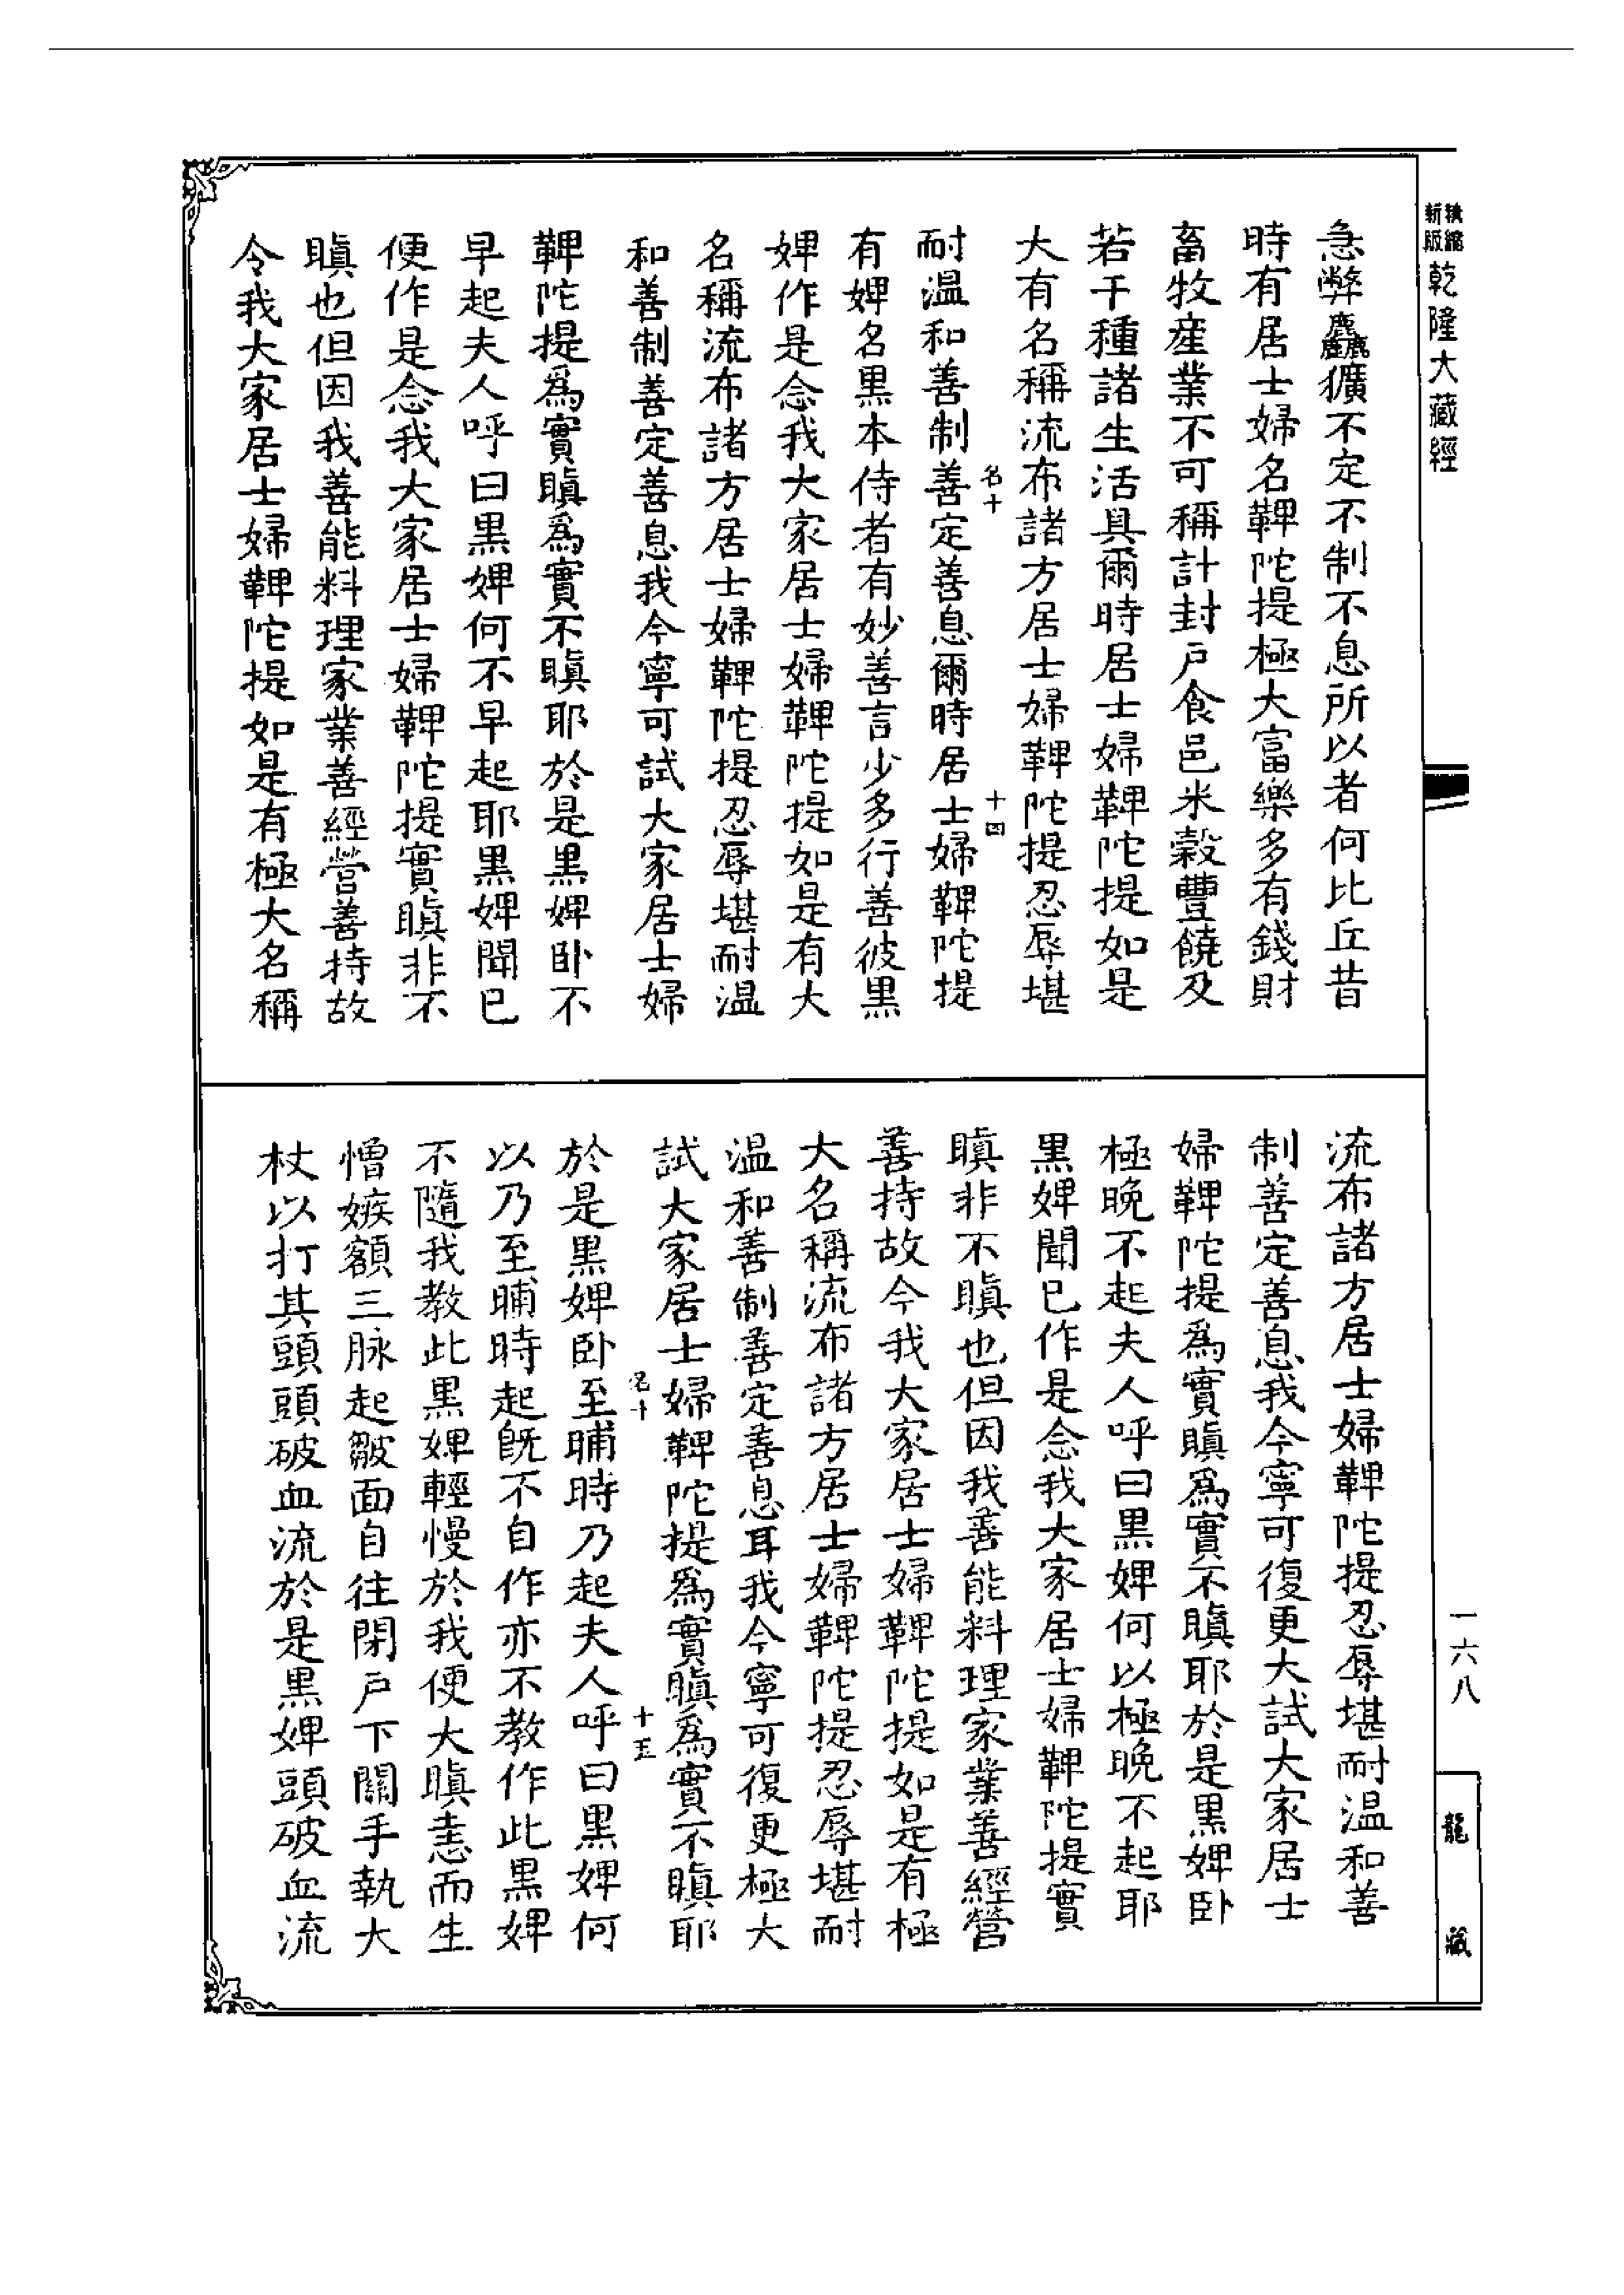 精縮
新版
乾隆大藏經
急弊麤獷不定不制不息所以者何比丘昔
時有居士婦名鞞陀提極大富樂多有錢財
畜牧產業不可稱計封戶食邑米穀豐饒及
若干種諸生活具爾時居士婦鞞陀提如是
大有名稱流布諸方居士婦鞞陀提忍辱堪
名十
十四
耐温和善制善定善息爾時居士婦鞞陀提
有婢名黑本侍者有妙善言少多行善彼黑
婢作是念我大家居士婦鞞陀提如是有大
名稱流布諸方居士婦鞞陀提忍辱堪耐温
和善制善定善息我今寧可試大家居士婦
鞞陀提爲實瞋爲實不瞋耶於是黑婢卧不
早起夫人呼曰黑婢何不早起耶黑婢聞已
便作是念我大家居士婦鞞陀提實瞋非不
瞋也但因我善能料理家業善經營善持故
令我大家居士婦鞞陀提如是有極大名稱
流布諸方居士婦鞞陀提忍辱堪耐温和善
制善定善息我今寧可復更大試大家居士
婦鞞陀提爲實瞋爲實不瞋耶於是黑婢卧
極晚不起夫人呼曰黑婢何以極晚不起耶
黑婢聞已作是念我大家居士婦鞞陀提實
瞋非不瞋也但因我善能料理家業善經營
善持故令我大家居士婦鞞陀提如是有極
大名稱流布諸方居士婦鞞陀提忍辱堪耐
温和善制善定善息耳我今寧可復更極大
試大家居士婦鞞陀提爲實瞋爲實不瞋耶
名十
十五
於是黑婢卧至晡時乃起夫人呼曰黑婢何
以乃至晡時起旣不自作亦不教作此黑婢
不隨我教此黑婢輕慢於我便大瞋恚而生
憎嫉額三脉起皺面自往閉戶下關手執大
杖以打其頭頭破血流於是黑婢頭破血流
一六八
龍藏